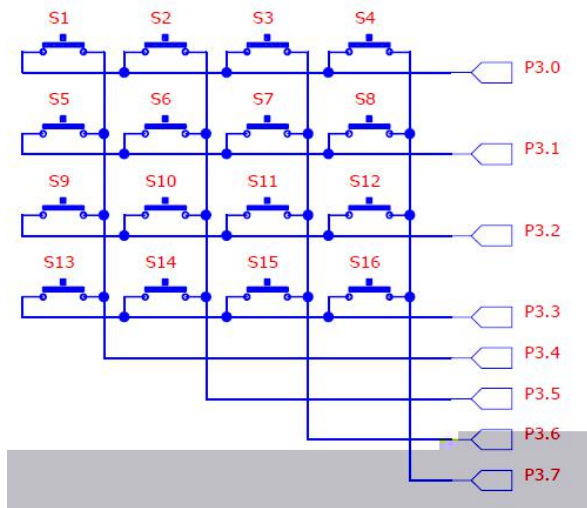 S1 S2 S3 S4
P3.0
S5 S6 S7 S8
P3.1
S9 S10 S11 S12
P3.2
S13 S14 S15 S16
P3.3
P3.4
P3.5
P3.6
P3.7